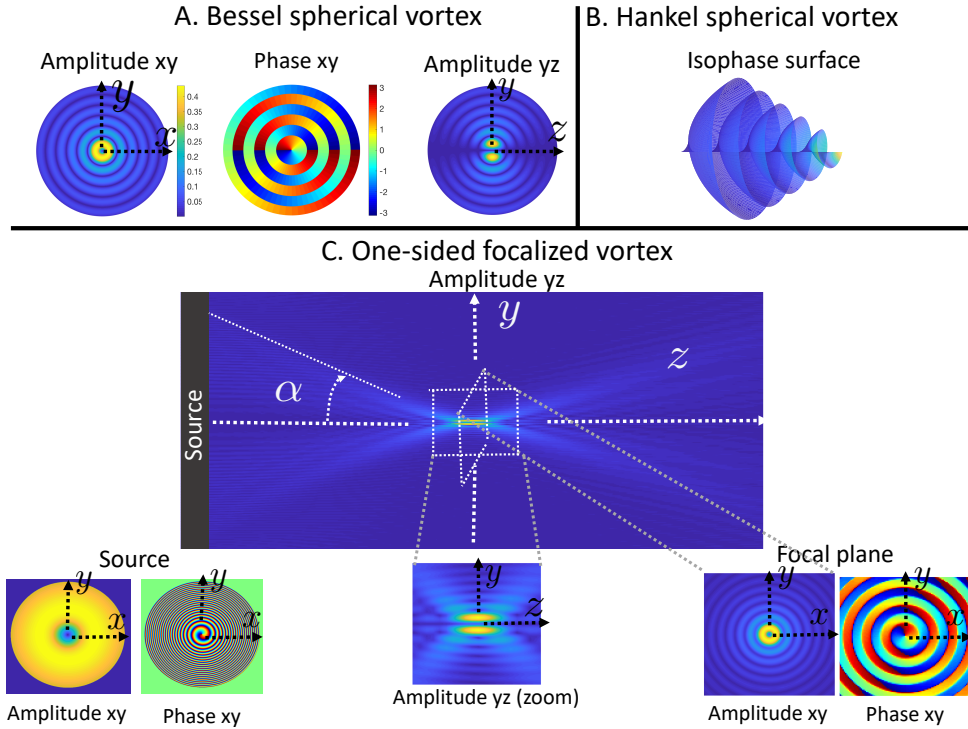 A. Bessel spherical vortex
B. Hankel spherical vortex
Amplitude xy
Phase xy
Amplitude yz
Isophase surface
y
x
0.4
0.35
0.3
0.25
0.2
0.15
0.1
0.05
3
2
1
0
-1
-2
-3
y
z
C. One-sided focalized vortex
Amplitude yz
Source
α
y
z
Source
y
x
y
x
Amplitude xy
Phase xy
y
z
Amplitude yz (zoom)
Focal plane
y
x
y
x
Amplitude xy
Phase xy